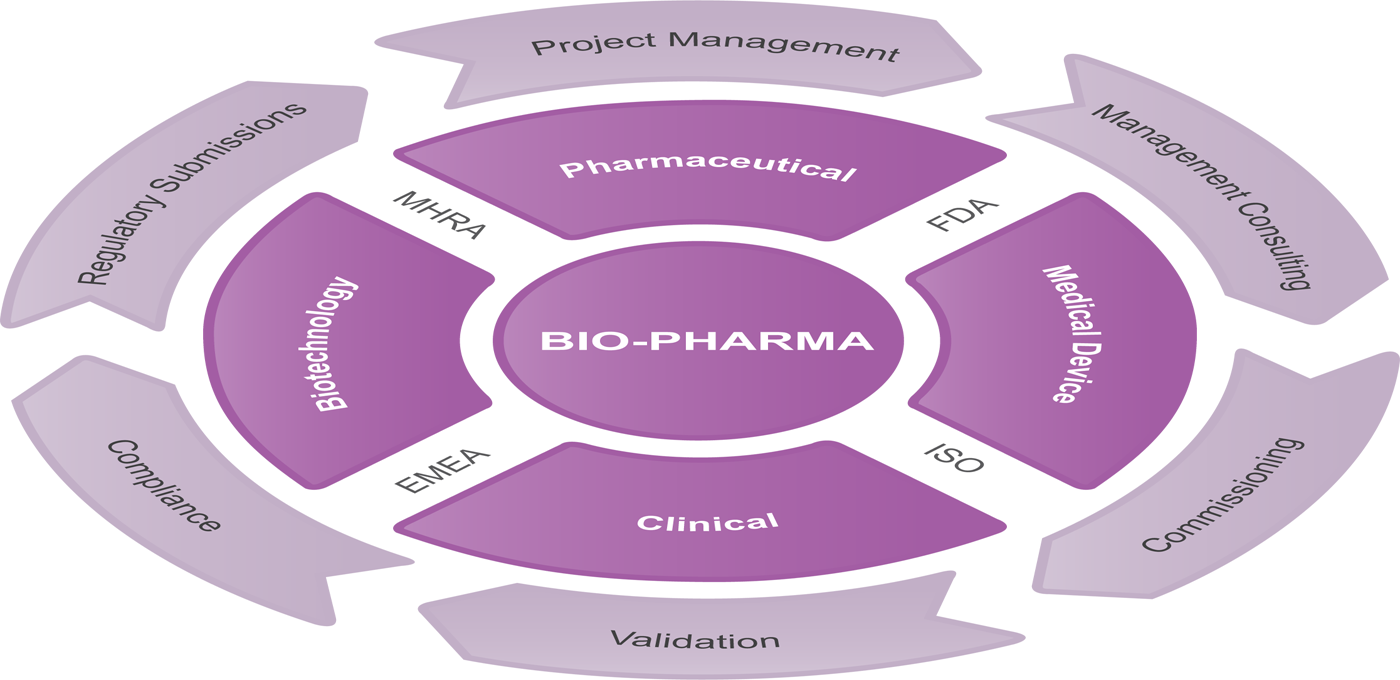 Project Management
Management Consulting
Regulatory Submissions
Pharmaceutical
MHRA
FDA
Biotechnology
BIO-PHARMA
Medical Device
EMEA
ISO
Clinical
Compliance
Commissioning
Validation